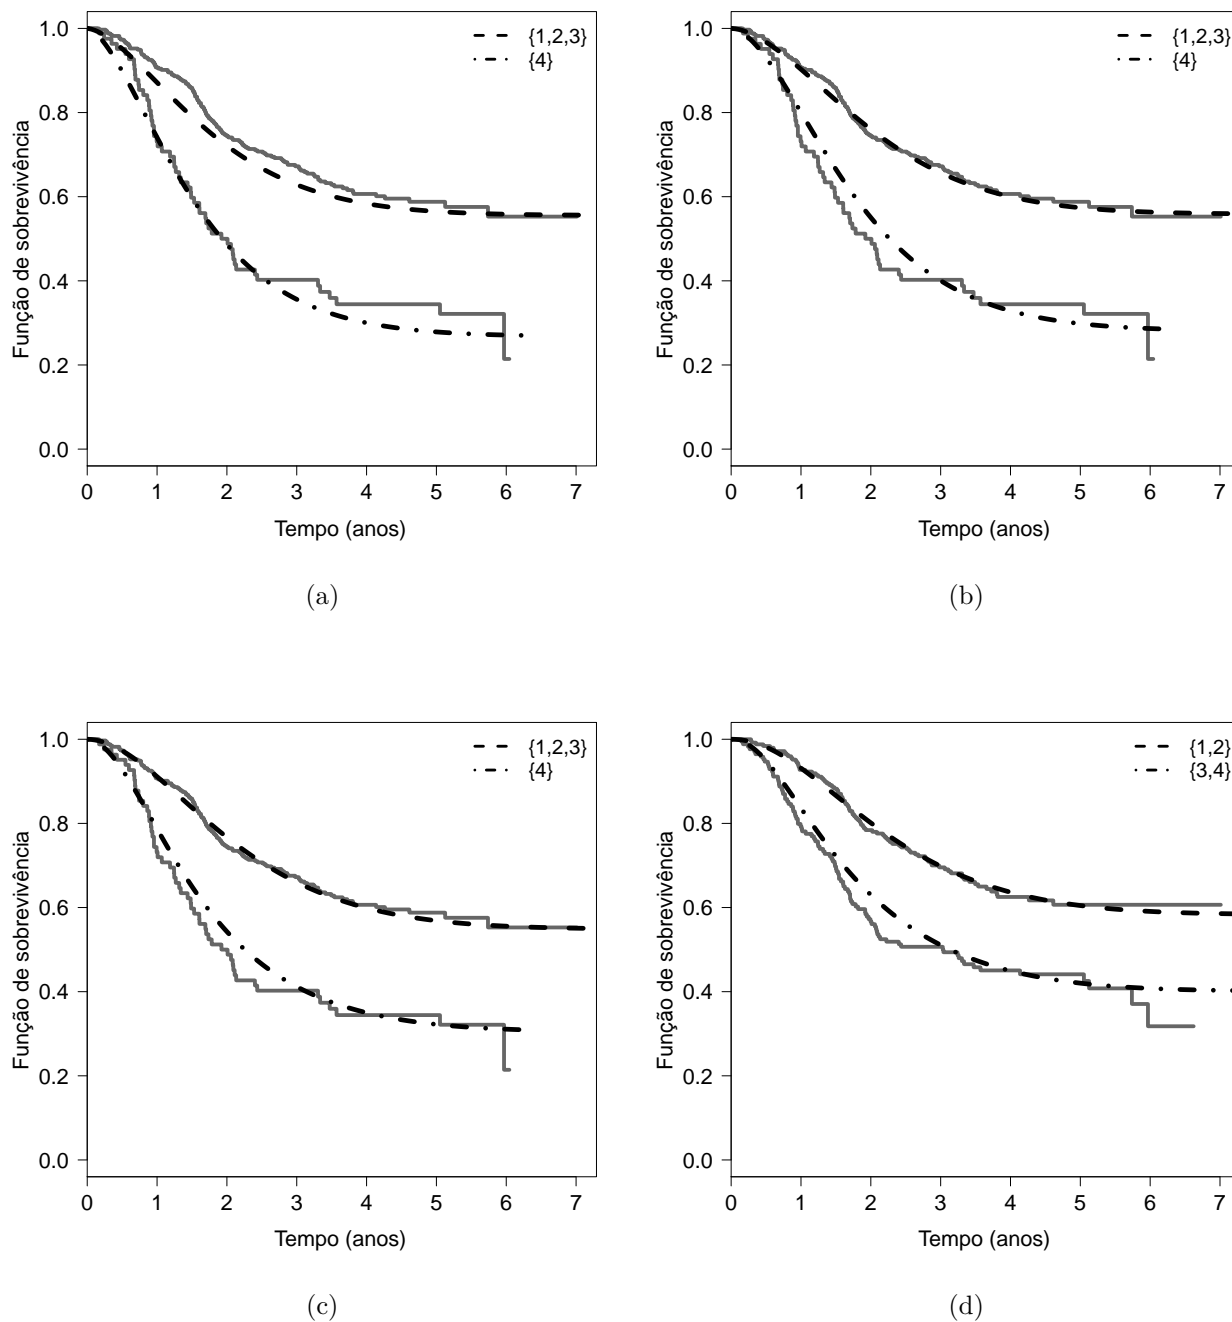 1.0
0.8
0.6
0.4
0.2
0.0
Função de sobrevivência
{1,2,3}
{4}
0 1 2 3 4 5 6 7
Tempo (anos)
(a)
1.0
0.8
0.6
0.4
0.2
0.0
Função de sobrevivência
{1,2,3}
{4}
0 1 2 3 4 5 6 7
Tempo (anos)
(b)
1.0
0.8
0.6
0.4
0.2
0.0
Função de sobrevivência
{1,2,3}
{4}
0 1 2 3 4 5 6 7
Tempo (anos)
(c)
1.0
0.8
0.6
0.4
0.2
0.0
Função de sobrevivência
{1,2}
{3,4}
0 1 2 3 4 5 6 7
Tempo (anos)
(d)